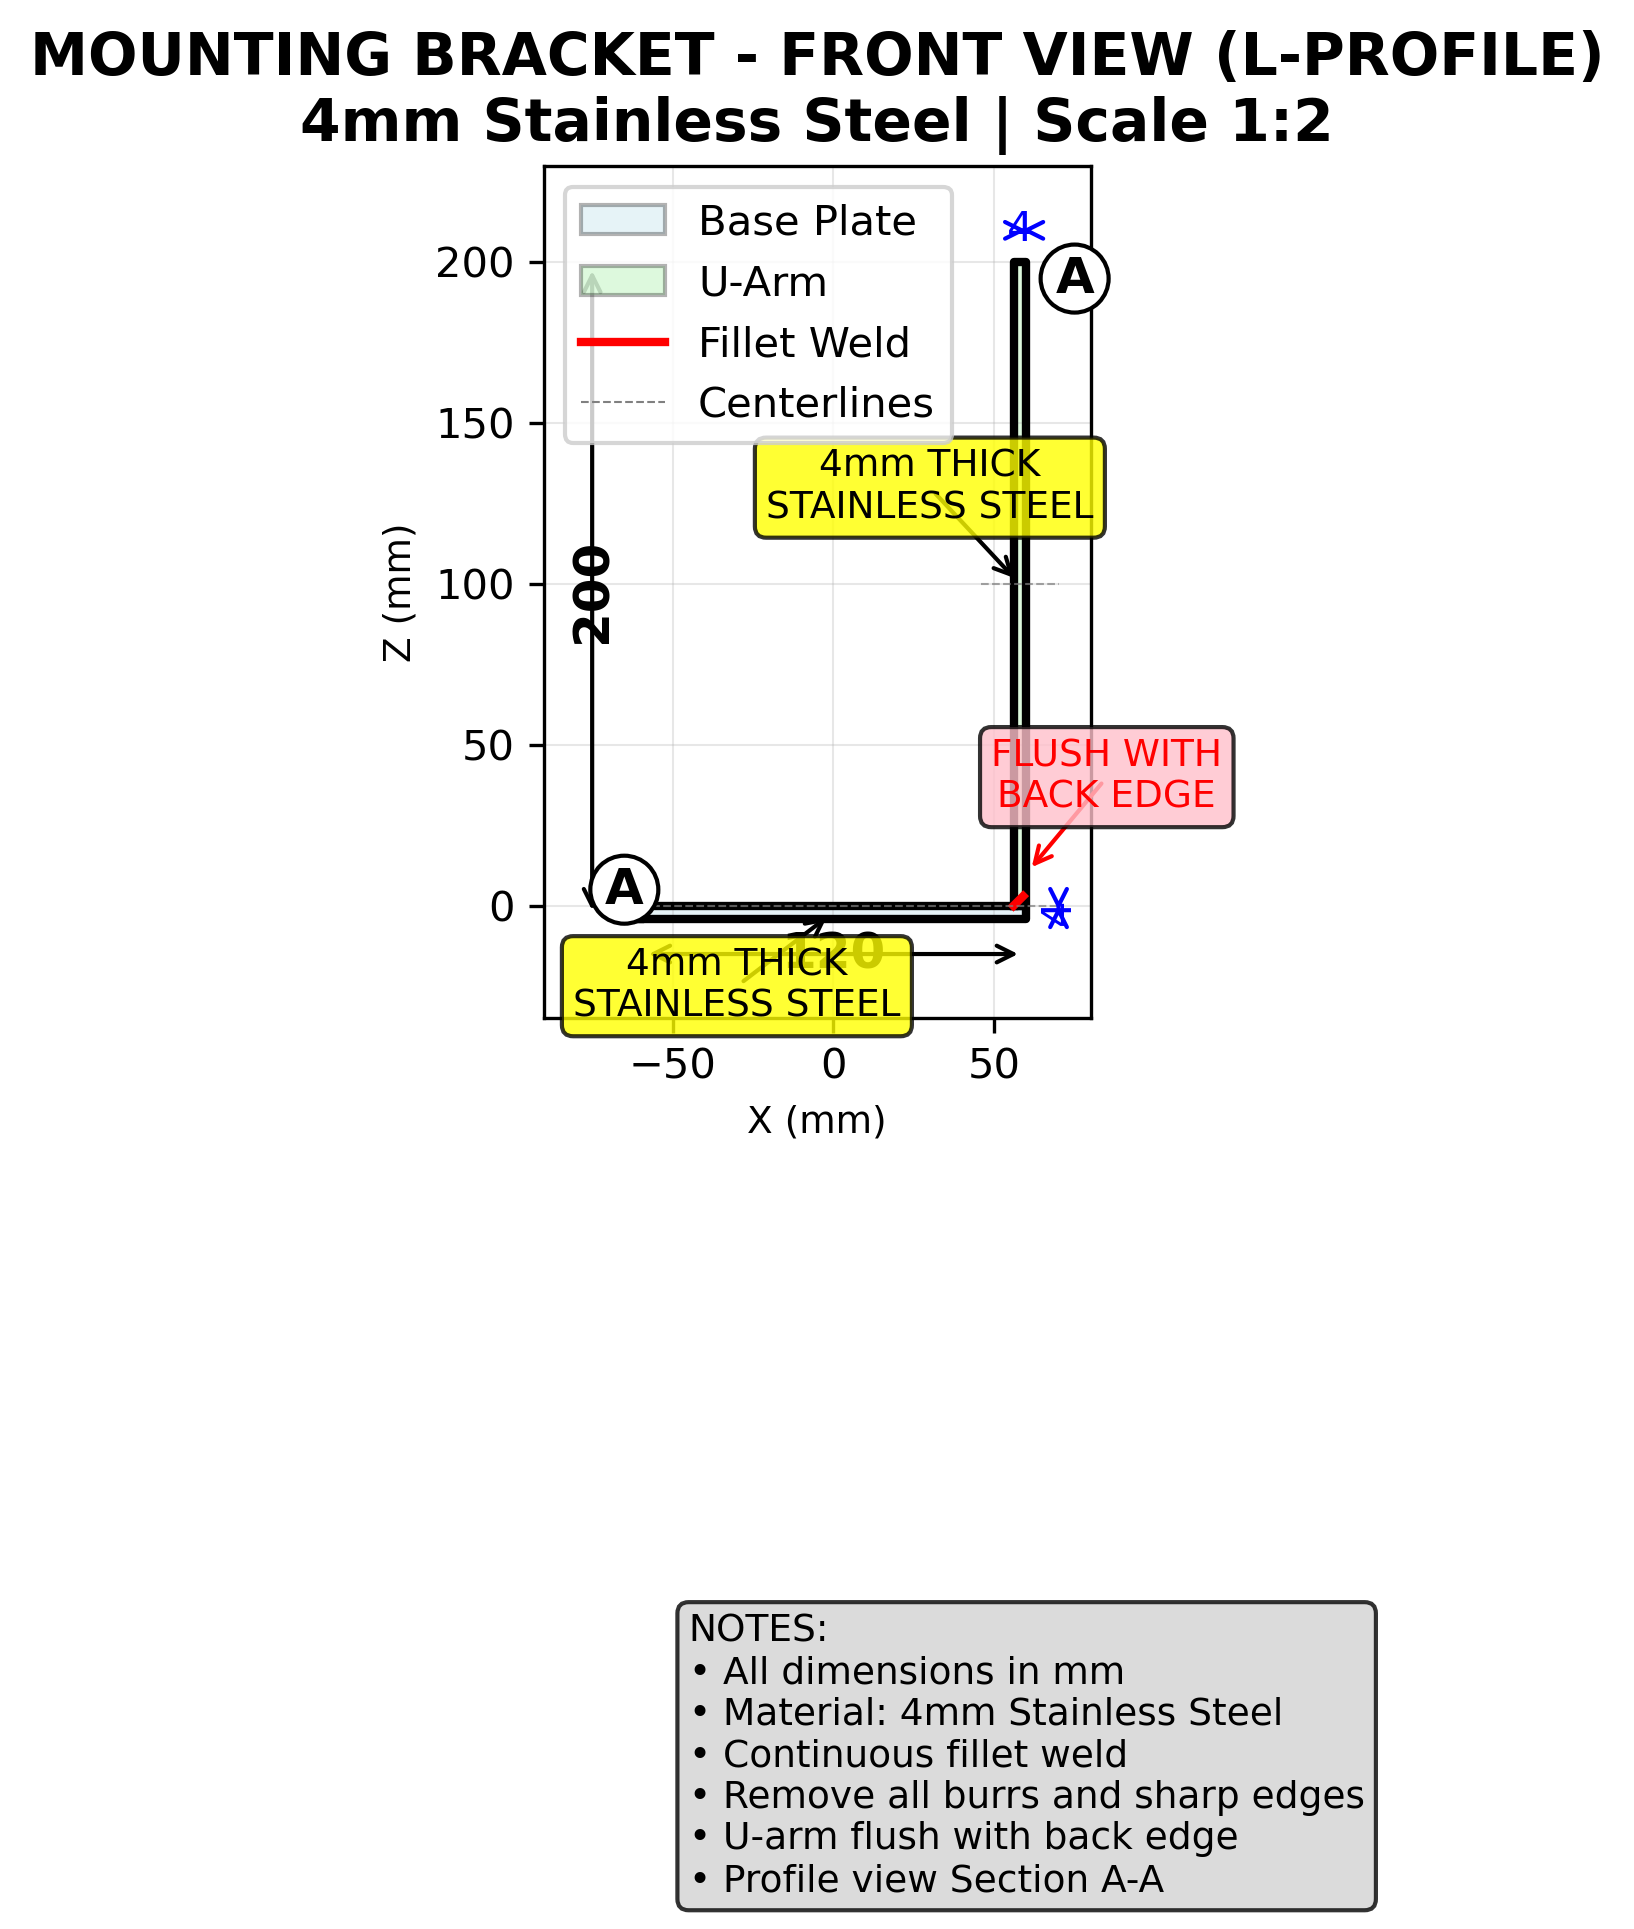 MOUNTING BRACKET - FRONT VIEW (L-PROFILE)
4mm Stainless Steel | Scale 1:2
Base Plate
U-Arm
Fillet Weld
Centerlines
4
A
200
150
100
50
0
Z (mm)
200
4mm THICK
STAINLESS STEEL
FLUSH WITH
BACK EDGE
A
4
120
4mm THICK
STAINLESS STEEL
−50
0
50
X (mm)
NOTES:
• All dimensions in mm
• Material: 4mm Stainless Steel
• Continuous fillet weld
• Remove all burrs and sharp edges
• U-arm flush with back edge
• Profile view Section A-A